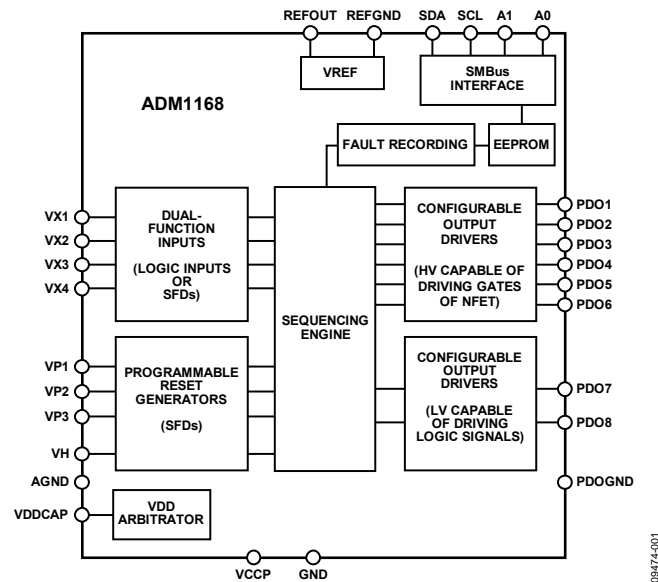 REFOUT REFGND SDA SCL A1 A0
VREF
SMBus
INTERFACE
ADM1168
FAULT RECORDING
EEPROM
VX1
VX2
VX3
VX4
DUAL-
FUNCTION
INPUTS
(LOGIC INPUTS
OR
SFDs)
SEQUENCING
ENGINE
CONFIGURABLE
OUTPUT
DRIVERS
(HV CAPABLE OF
DRIVING GATES
OF NFET)
PDO1
PDO2
PDO3
PDO4
PDO5
PDO6
VP1
VP2
VP3
VH
PROGRAMMABLE
RESET
GENERATORS
(SFDs)
CONFIGURABLE
OUTPUT
DRIVERS
(LV CAPABLE
OF DRIVING
LOGIC SIGNALS)
PDO7
PDO8
AGND
PDOGND
VDDCAP
VDD
ARBITRATOR
VCCP GND
09474-001